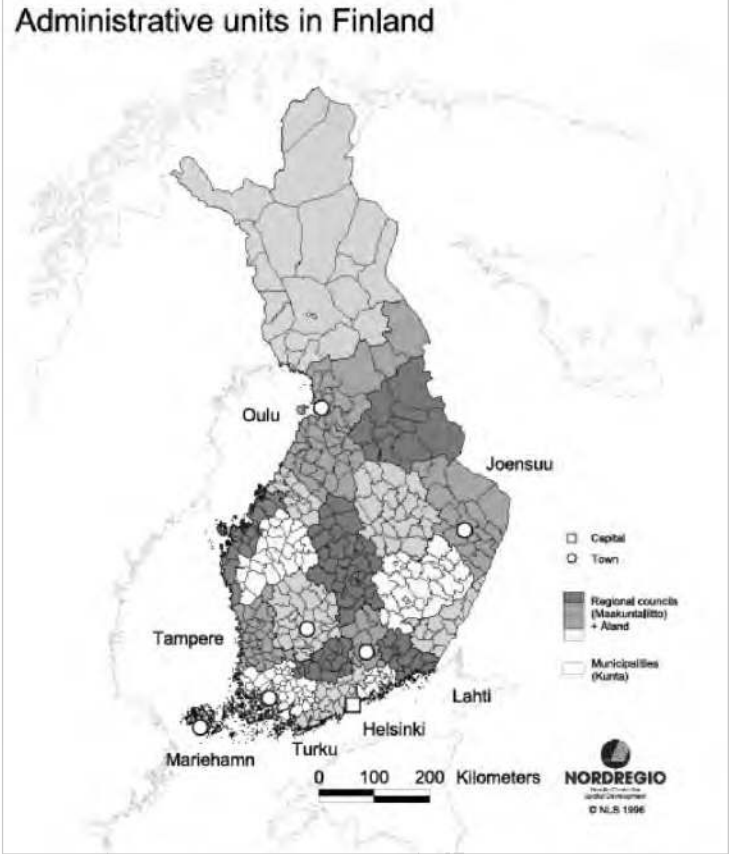 Administrative units in Finland
Oulu
Joensuu
Capital
Town
Regional councils
(Maakuntaliitto)
+ Åland
Municipalities
(Kunta)
Tampere
Lahti
Helsinki
Turku
Mariehamn
0 100 200 Kilometers
NORDREGIO
© NLS 1996